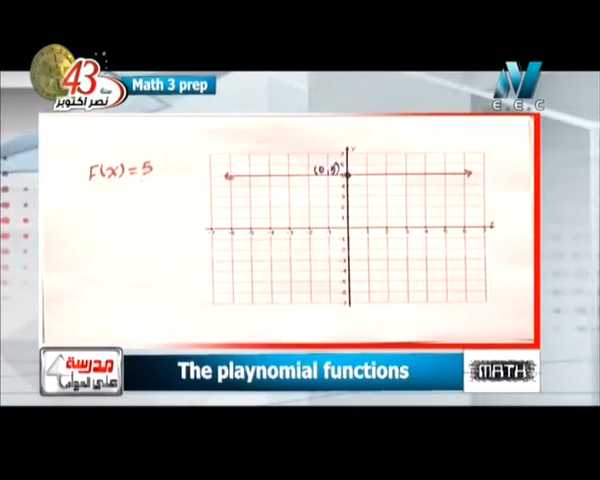 43
سنة
نصر أكتوبر
Math 3 prep
E.E.C
F(x) = 5
(0,5)
y
x
مدرسة
على الهواء
The playnomial functions
MATH